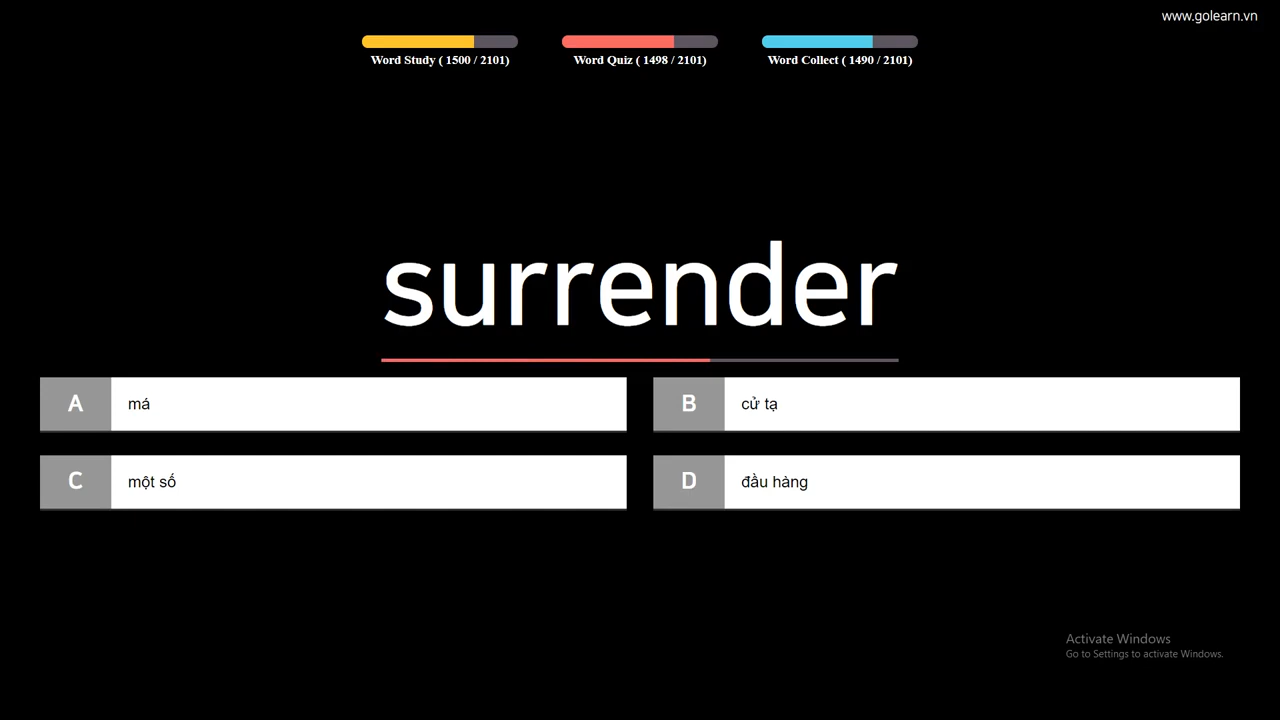 www.golearn.vn
Word Study ( 1500 / 2101) Word Quiz ( 1498 / 2101) Word Collect ( 1490 / 2101)
surrender
A má
B cử tạ
C một số
D đầu hàng
Activate Windows
Go to Settings to activate Windows.